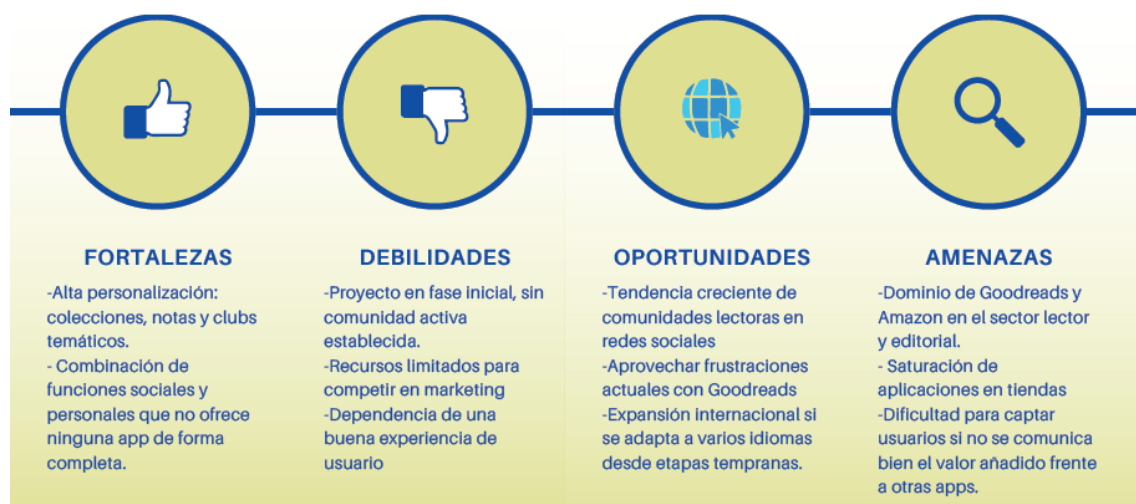 FORTALEZAS
-Alta personalización:
colecciones, notas y clubs
temáticos.
- Combinación de
funciones sociales y
personales que no ofrece
ninguna app de forma
completa.
DEBILIDADES
-Proyecto en fase inicial, sin
comunidad activa
establecida.
-Recursos limitados para
competir en marketing
-Dependencia de una
buena experiencia de
usuario
OPORTUNIDADES
-Tendencia creciente de
comunidades lectoras en
redes sociales
-Aprovechar frustraciones
actuales con Goodreads
-Expansión internacional si
se adapta a varios idiomas
desde etapas tempranas.
AMENAZAS
-Dominio de Goodreads y
Amazon en el sector lector
y editorial.
- Saturación de
aplicaciones en tiendas
-Dificultad para captar
usuarios si no se comunica
bien el valor añadido frente
a otras apps.